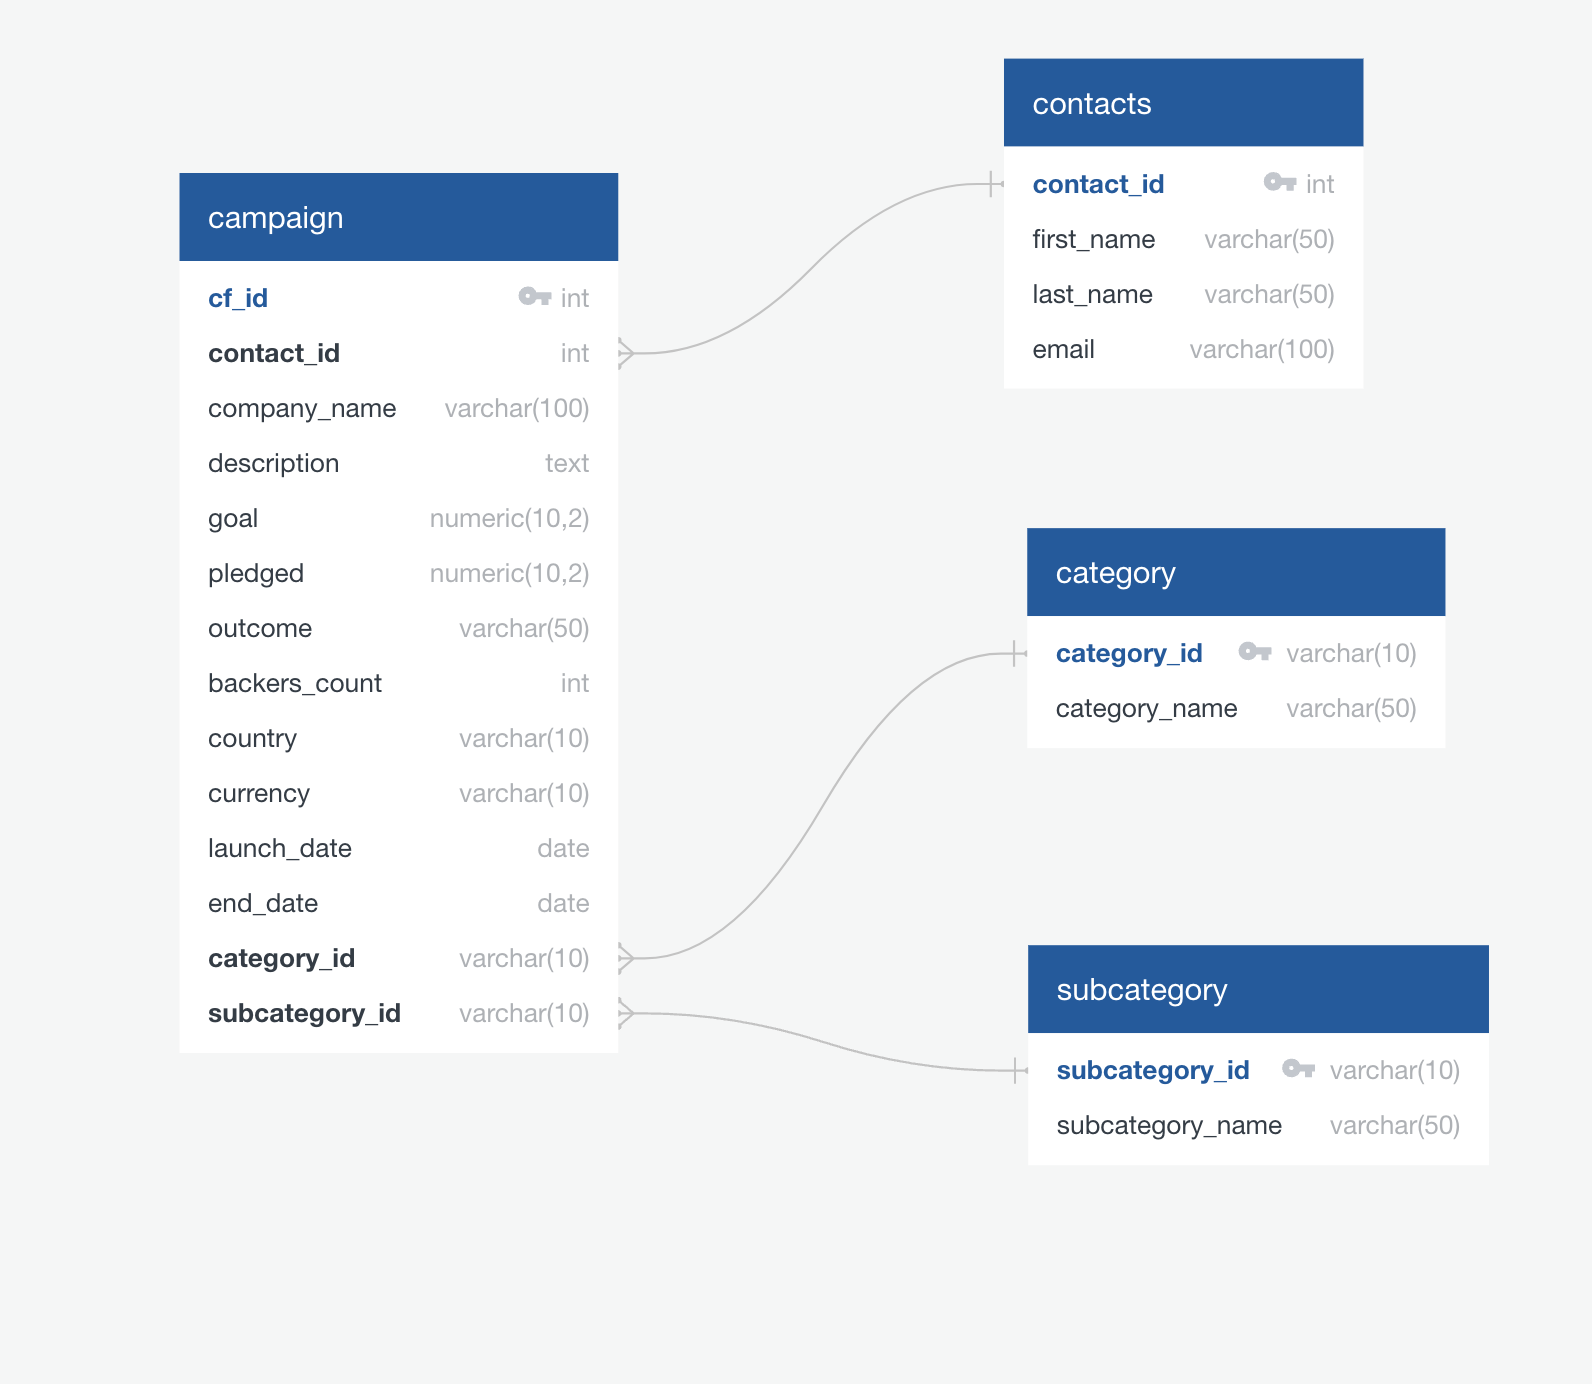 campaign
cf_id int
contact_id int
company_name varchar(100)
description text
goal numeric(10,2)
pledged numeric(10,2)
outcome varchar(50)
backers_count int
country varchar(10)
currency varchar(10)
launch_date date
end_date date
category_id varchar(10)
subcategory_id varchar(10)
contacts
contact_id int
first_name varchar(50)
last_name varchar(50)
email varchar(100)
category
category_id varchar(10)
category_name varchar(50)
subcategory
subcategory_id varchar(10)
subcategory_name varchar(50)